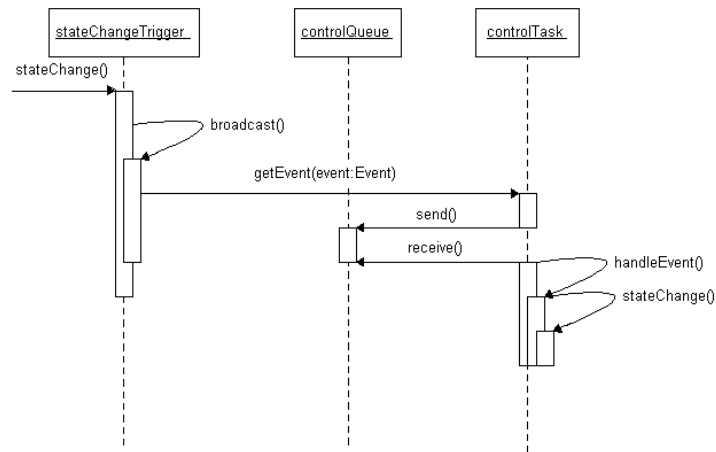 stateChangeTrigger
controlQueue
controlTask
stateChange()
broadcast()
getEvent(event:Event)
send()
receive()
handleEvent()
stateChange()